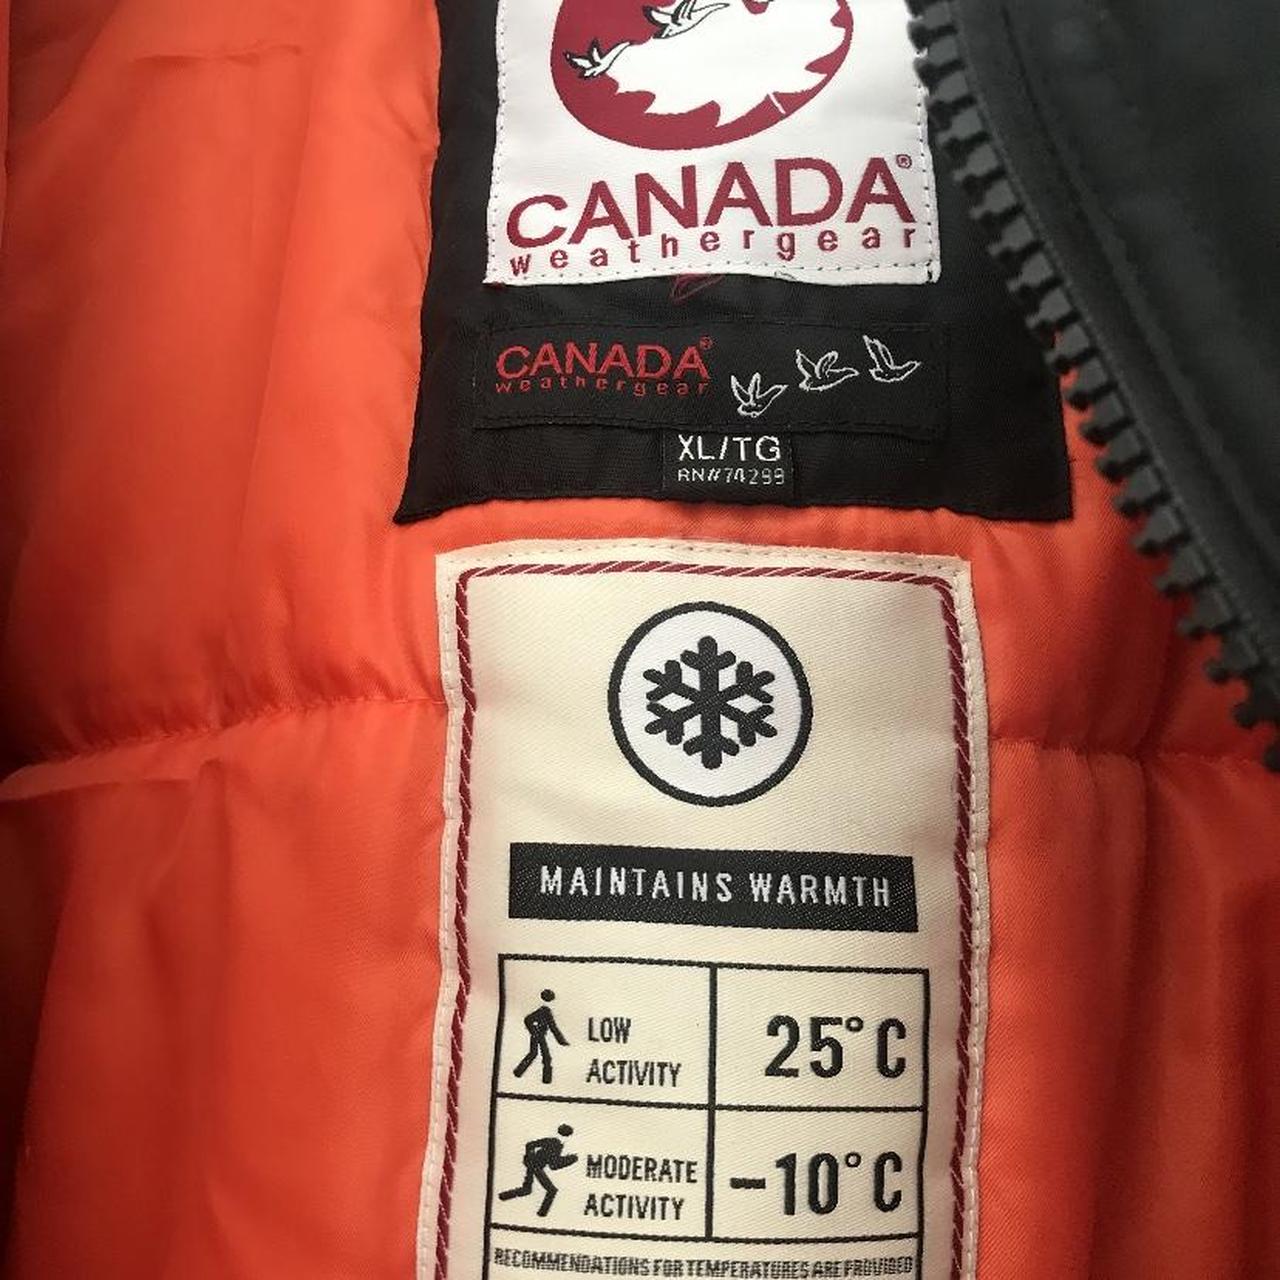 CANADA®
weathergear
CANADA®
weathergear
XL/TG
RN#74299
MAINTAINS WARMTH
LOW
ACTIVITY
25°C
MODERATE
ACTIVITY
-10°C
RECOMMENDATIONS FOR TEMPERATURES ARE PROVIDED